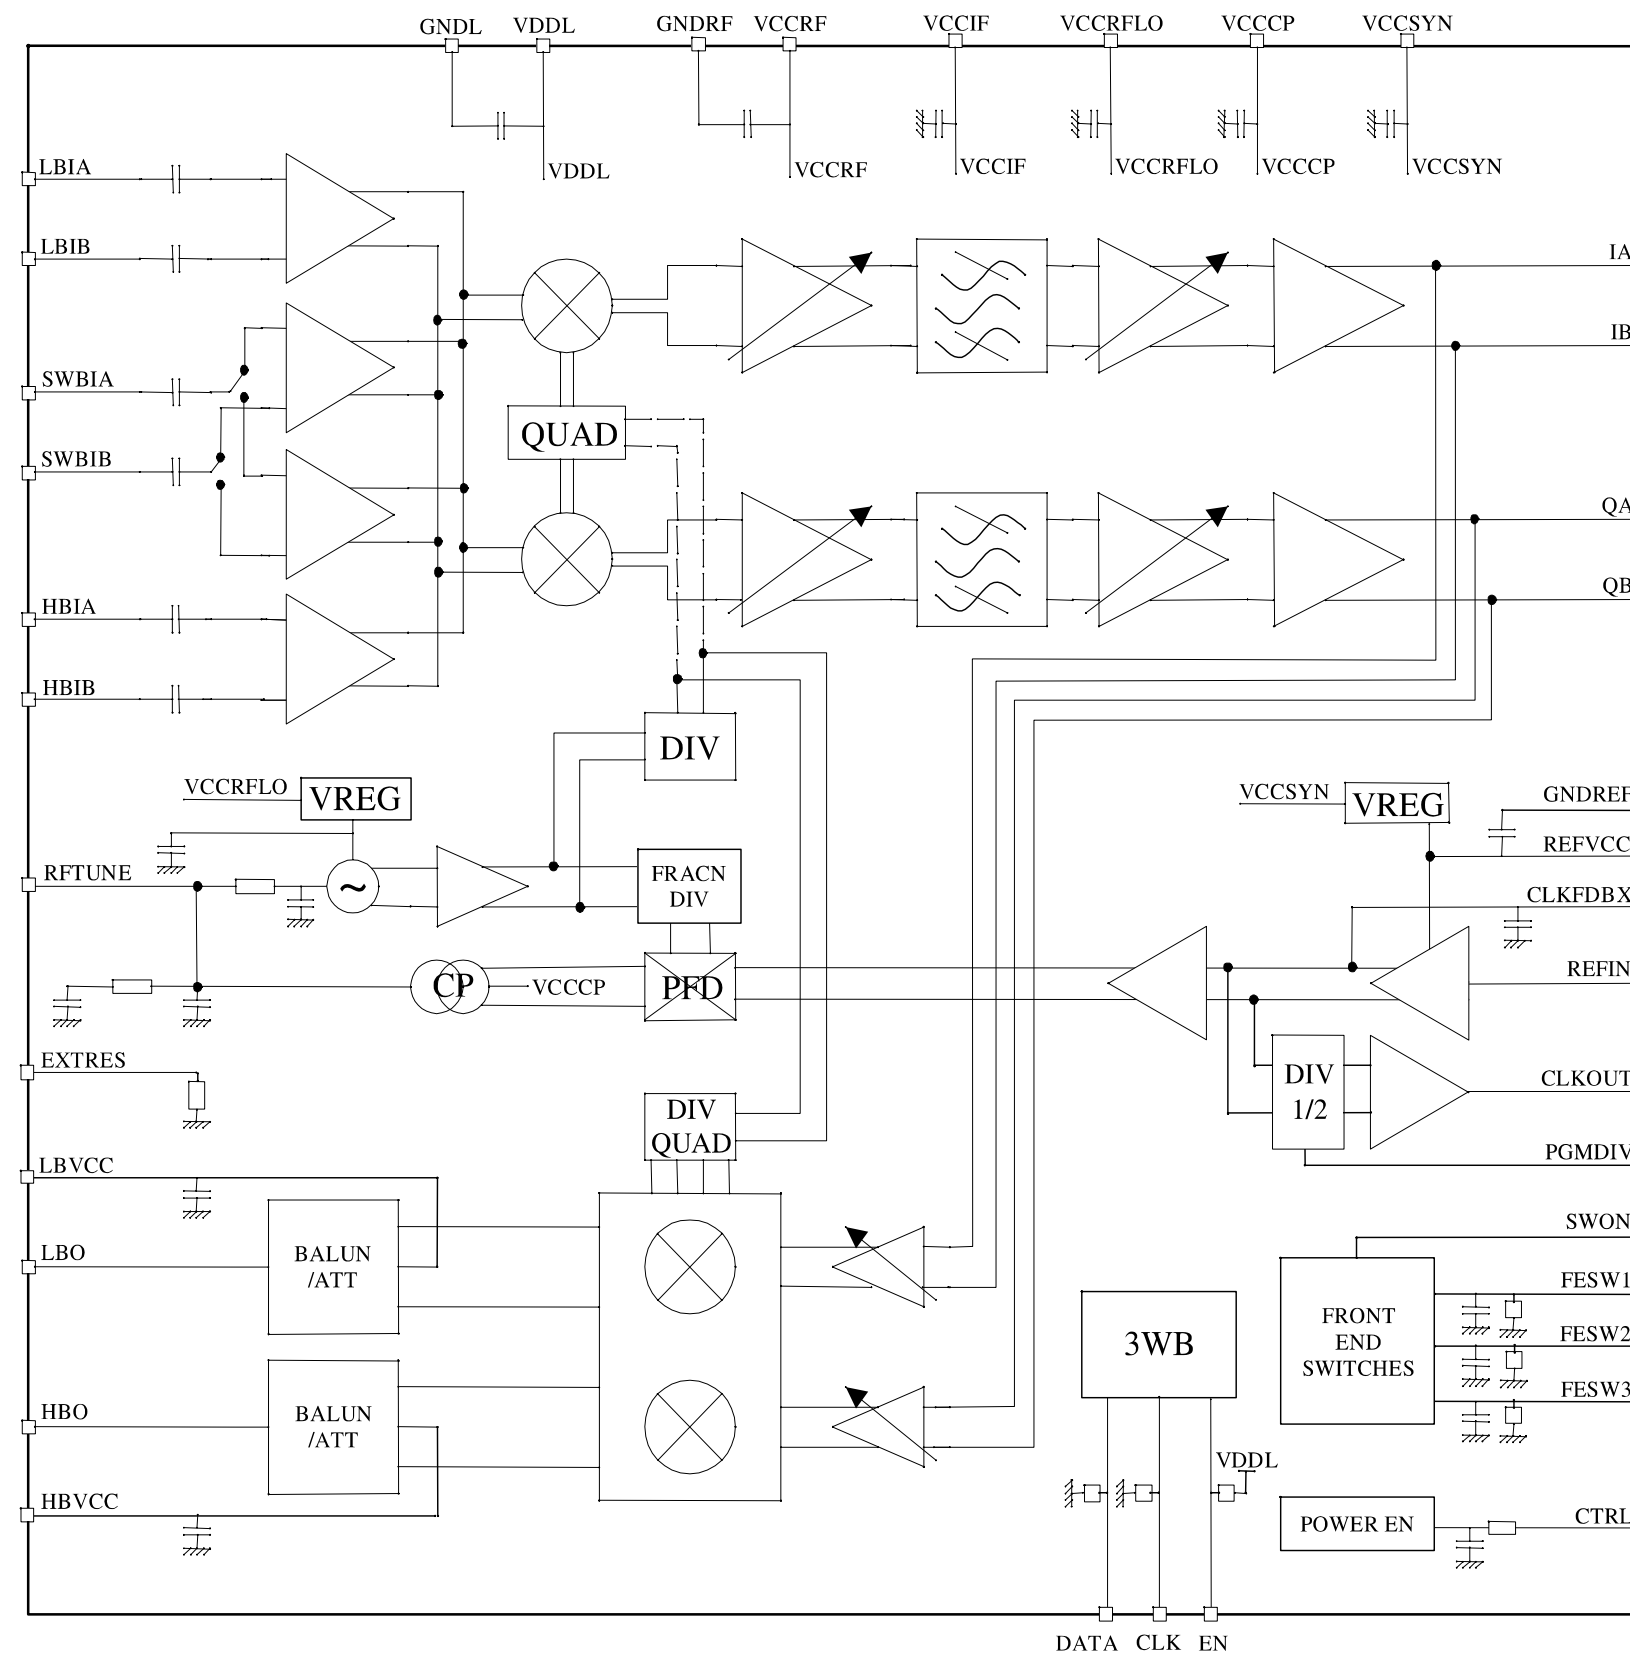 GNDL
VDDL
GNDRF
VCCRF
VCCIF
VCCRFLO
VCCCP
VCCSYN
VDDL
VCCRF
VCCIF
VCCRFLO
VCCCP
VCCSYN
LBIA
LBIB
IA
IB
SWBIA
QUAD
SWBIB
QA
QB
HBIA
HBIB
DIV
VCCRFLO
VREG
VCCSYN
VREG
GNDREF
REFVCC
RFTUNE
~
FRACN
DIV
CLKFDBX
CP
VCCCP
PFD
REFIN
EXTRES
DIV
1/2
CLKOUT
DIV
QUAD
PGMDIV
LBVCC
LBO
BALUN
/ATT
SWON
FESW1
FRONT
END
SWITCHES
FESW2
FESW3
3WB
HBO
BALUN
/ATT
VDDL
HBVCC
POWER EN
CTRL
DATA
CLK
EN